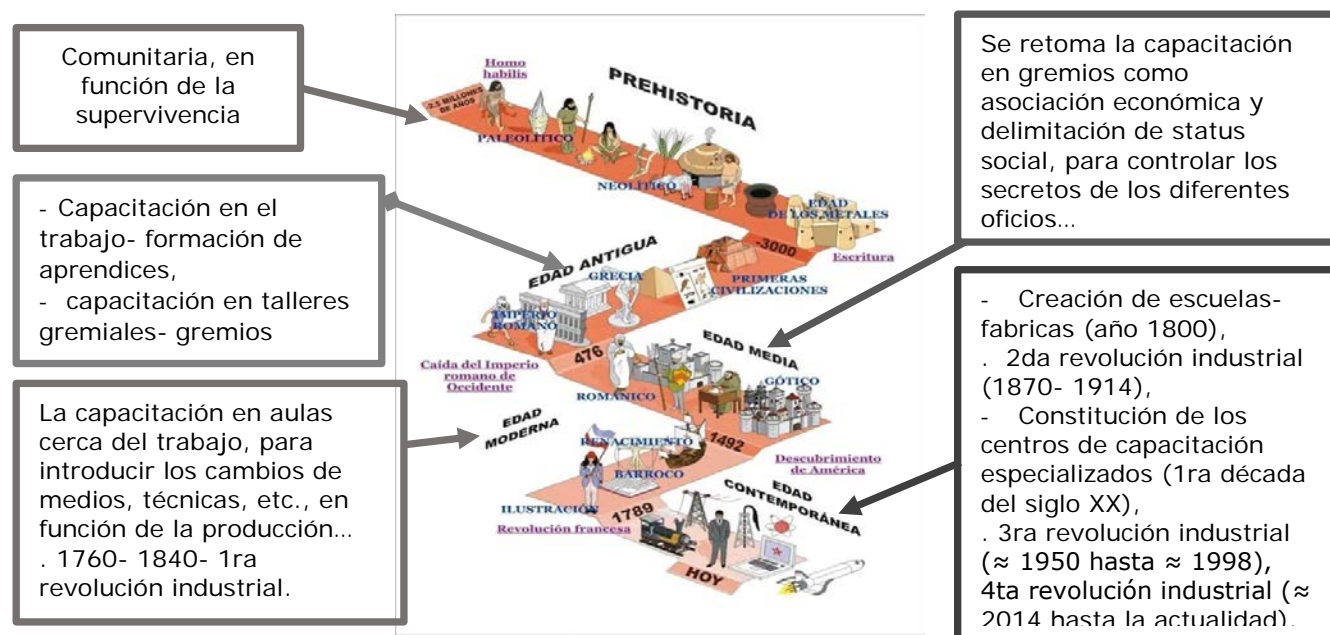 Comunitaria, en
función de la
supervivencia
- Capacitación en el
trabajo- formación de
aprendices,
- capacitación en talleres
gremiales- gremios
La capacitación en aulas
cerca del trabajo, para
introducir los cambios de
medios, técnicas, etc., en
función de la producción...
. 1760- 1840- 1ra
revolución industrial.
Homo
habilis
-2,5 MILLONES
DE AÑOS
PREHISTORIA
PALEOLÍTICO
NEOLÍTICO
EDAD
DE LOS METALES
-3000
Escritura
EDAD ANTIGUA
GRECIA
PRIMERAS
CIVILIZACIONES
IMPERIO
ROMANO
476
Caída del Imperio
romano de
Occidente
EDAD MEDIA
GÓTICO
ROMÁNICO
EDAD
MODERNA
1492
RENACIMIENTO
Descubrimiento
de América
BARROCO
EDAD
CONTEMPORÁNEA
ILUSTRACIÓN
1789
Revolución francesa
HOY
Se retoma la capacitación
en gremios como
asociación económica y
delimitación de status
social, para controlar los
secretos de los diferentes
oficios...
- Creación de escuelas-
fabricas (año 1800),
. 2da revolución industrial
(1870- 1914),
- Constitución de los
centros de capacitación
especializados (1ra década
del siglo XX),
. 3ra revolución industrial
(≈ 1950 hasta ≈ 1998),
4ta revolución industrial (≈
2014 hasta la actualidad).